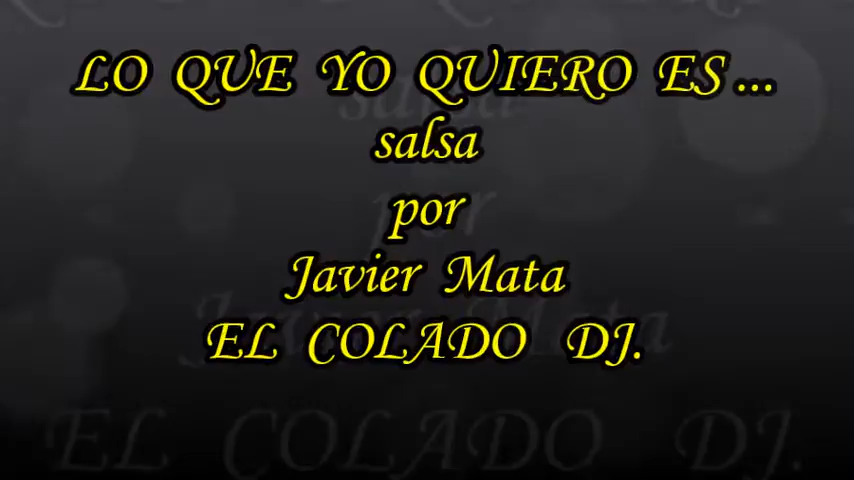 LO QUE YO QUIERO ES...
salsa
por
Javier Mata
EL COLADO DJ.